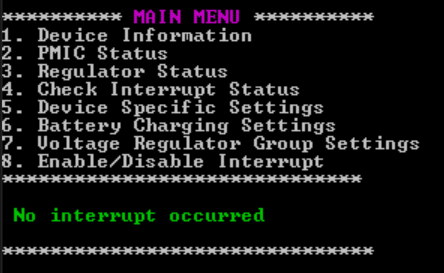 ********** MAIN MENU **********
1. Device Information
2. PMIC Status
3. Regulator Status
4. Check Interrupt Status
5. Device Specific Settings
6. Battery Charging Settings
7. Voltage Regulator Group Settings
8. Enable/Disable Interrupt
******************************
No interrupt occurred
*******************************